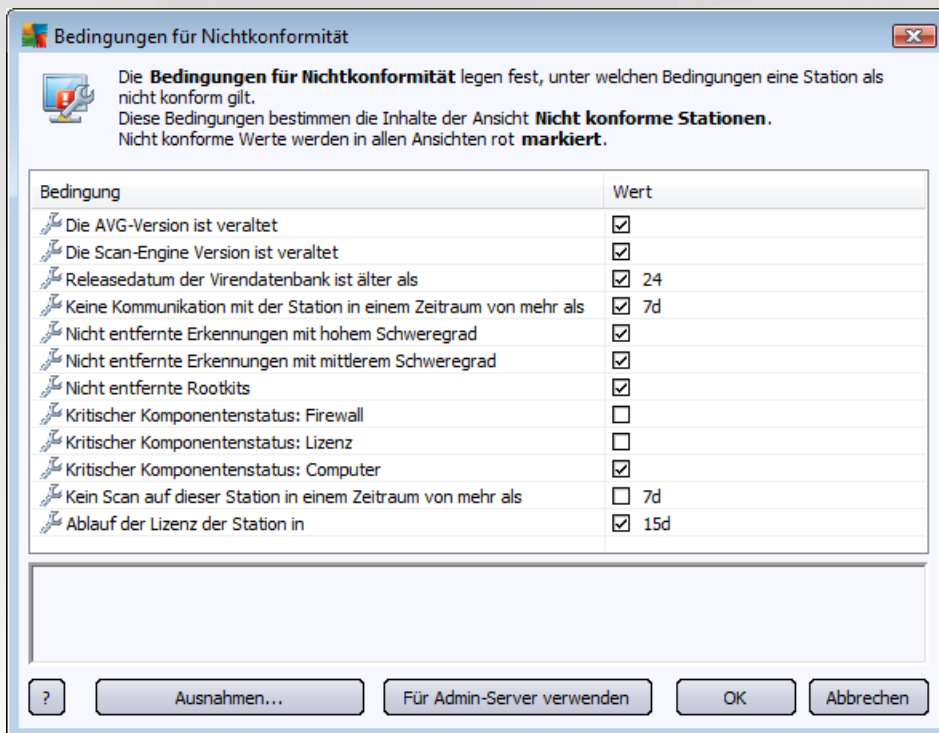 Bedingungen für Nichtkonformität
Die Bedingungen für Nichtkonformität legen fest, unter welchen Bedingungen eine Station als
nicht konform gilt.
Diese Bedingungen bestimmen die Inhalte der Ansicht Nicht konforme Stationen.
Nicht konforme Werte werden in allen Ansichten rot markiert.
Bedingung Wert
Die AVG-Version ist veraltet
Die Scan-Engine Version ist veraltet
Releasedatum der Virendatenbank ist älter als 24
Keine Kommunikation mit der Station in einem Zeitraum von mehr als 7d
Nicht entfernte Erkennungen mit hohem Schweregrad
Nicht entfernte Erkennungen mit mittlerem Schweregrad
Nicht entfernte Rootkits
Kritischer Komponentenstatus: Firewall
Kritischer Komponentenstatus: Lizenz
Kritischer Komponentenstatus: Computer
Kein Scan auf dieser Station in einem Zeitraum von mehr als 7d
Ablauf der Lizenz der Station in 15d
? Ausnahmen... Für Admin-Server verwenden OK Abbrechen